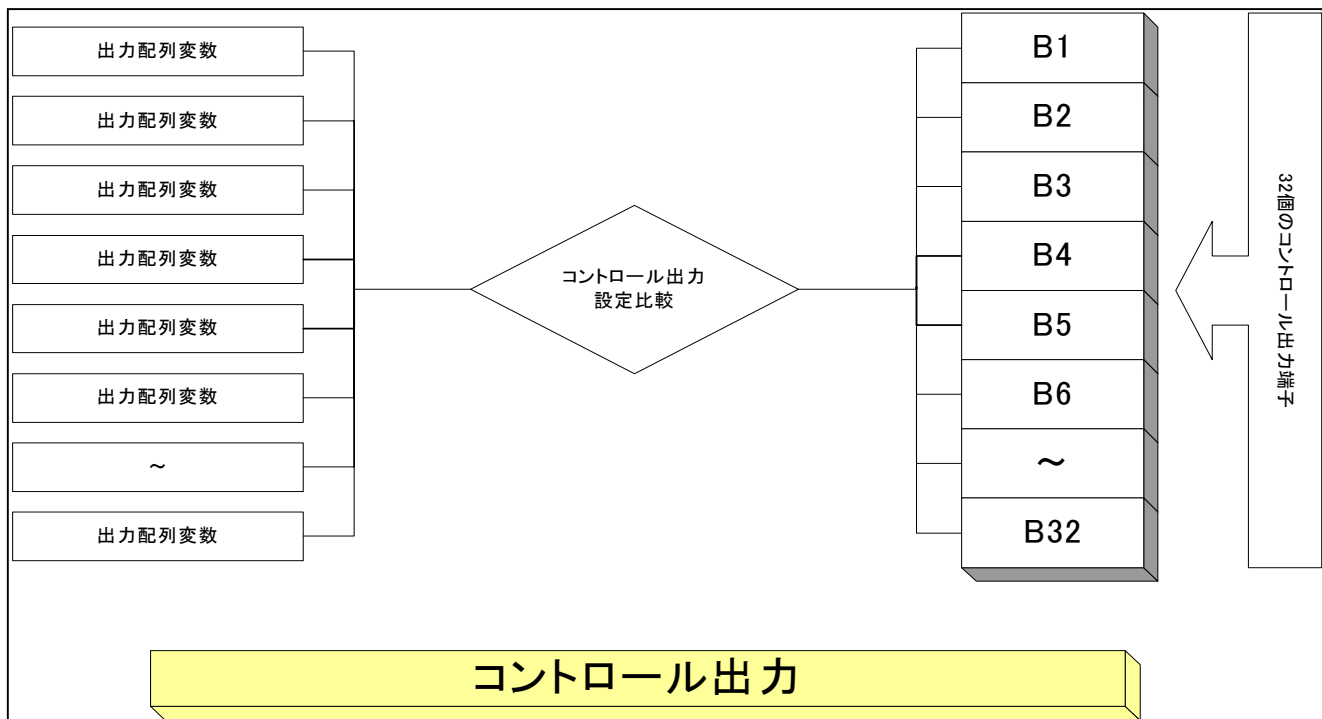 出力配列変数
出力配列変数
出力配列変数
出力配列変数
出力配列変数
出力配列変数
～
出力配列変数
コントロール出力
設定比較
B1
B2
B3
B4
B5
B6
～
B32
32個のコントロール出力端子
コントロール出力